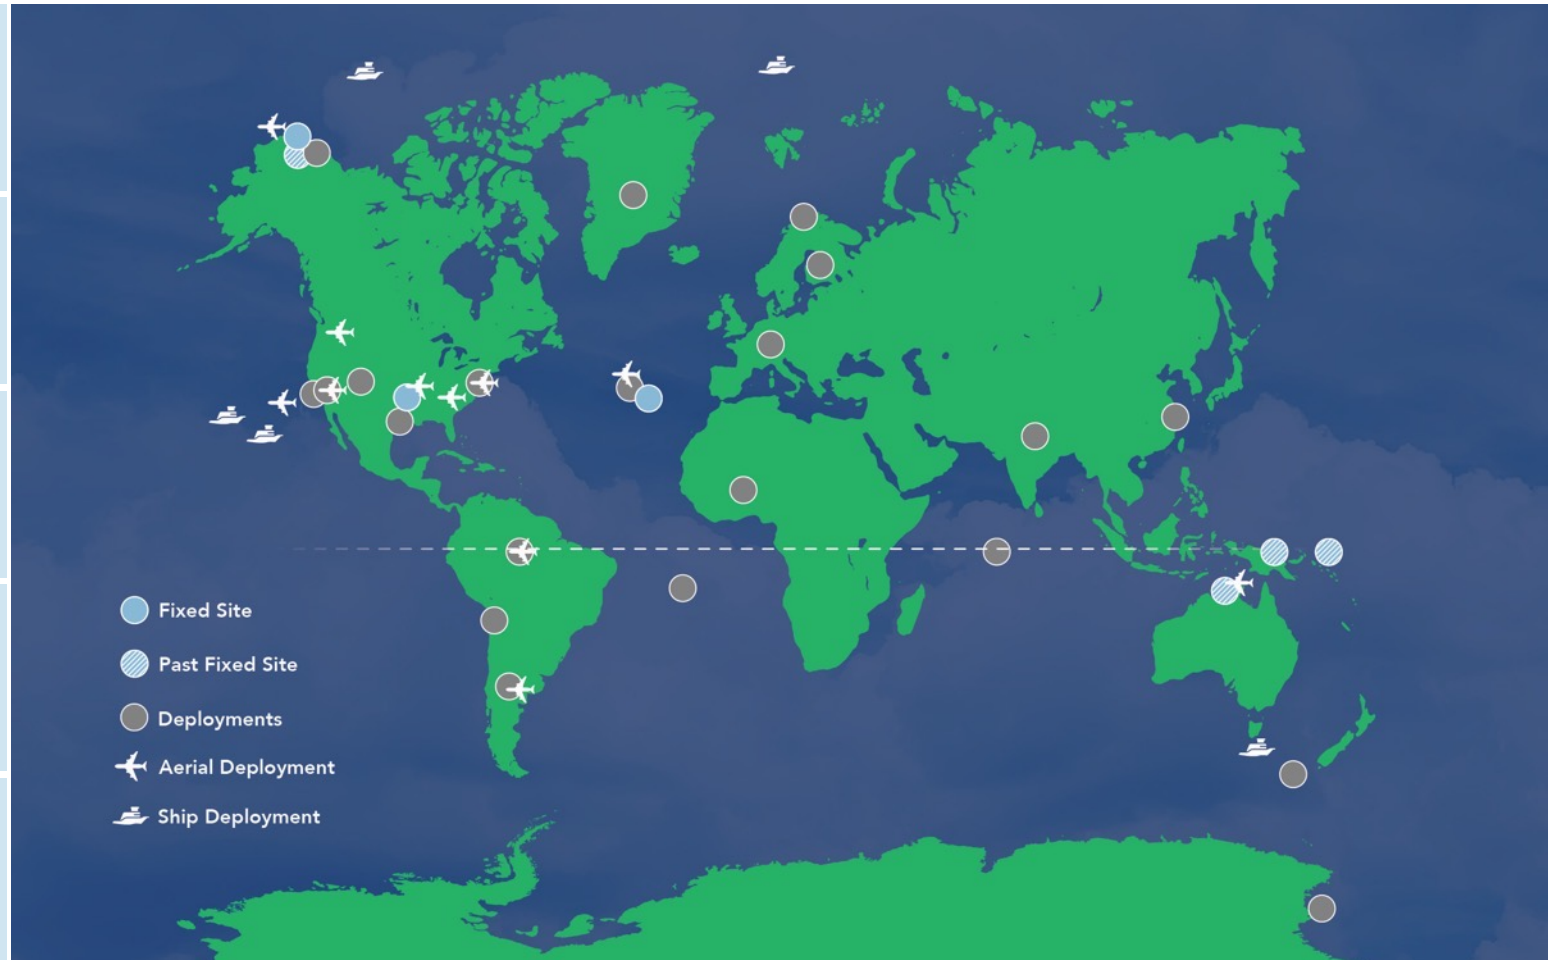 Fixed Site
Past Fixed Site
Deployments
Aerial Deployment
Ship Deployment